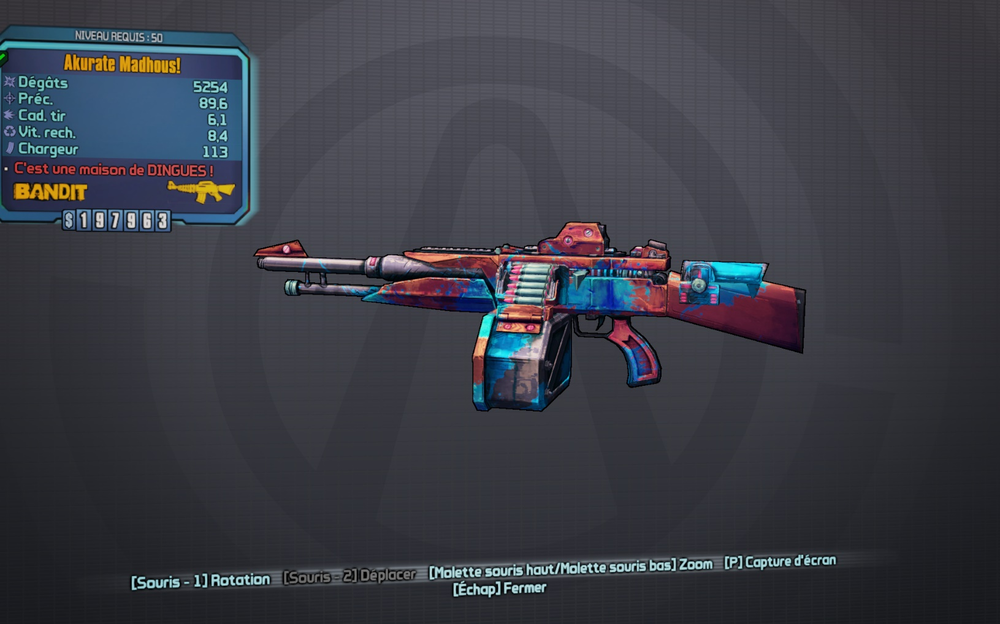 NIVEAU REQUIS : 50
Akurate Madhous!
Dégâts 5254
Préc. 89,6
Cad. tir 6,1
Vit. rech. 8,4
Chargeur 113
• C'est une maison de DINGUES !
BANDIT
$197963
[Souris - 1] Rotation [Souris - 2] Déplacer [Molette souris haut/Molette souris bas] Zoom [P] Capture d'écran
[Échap] Fermer